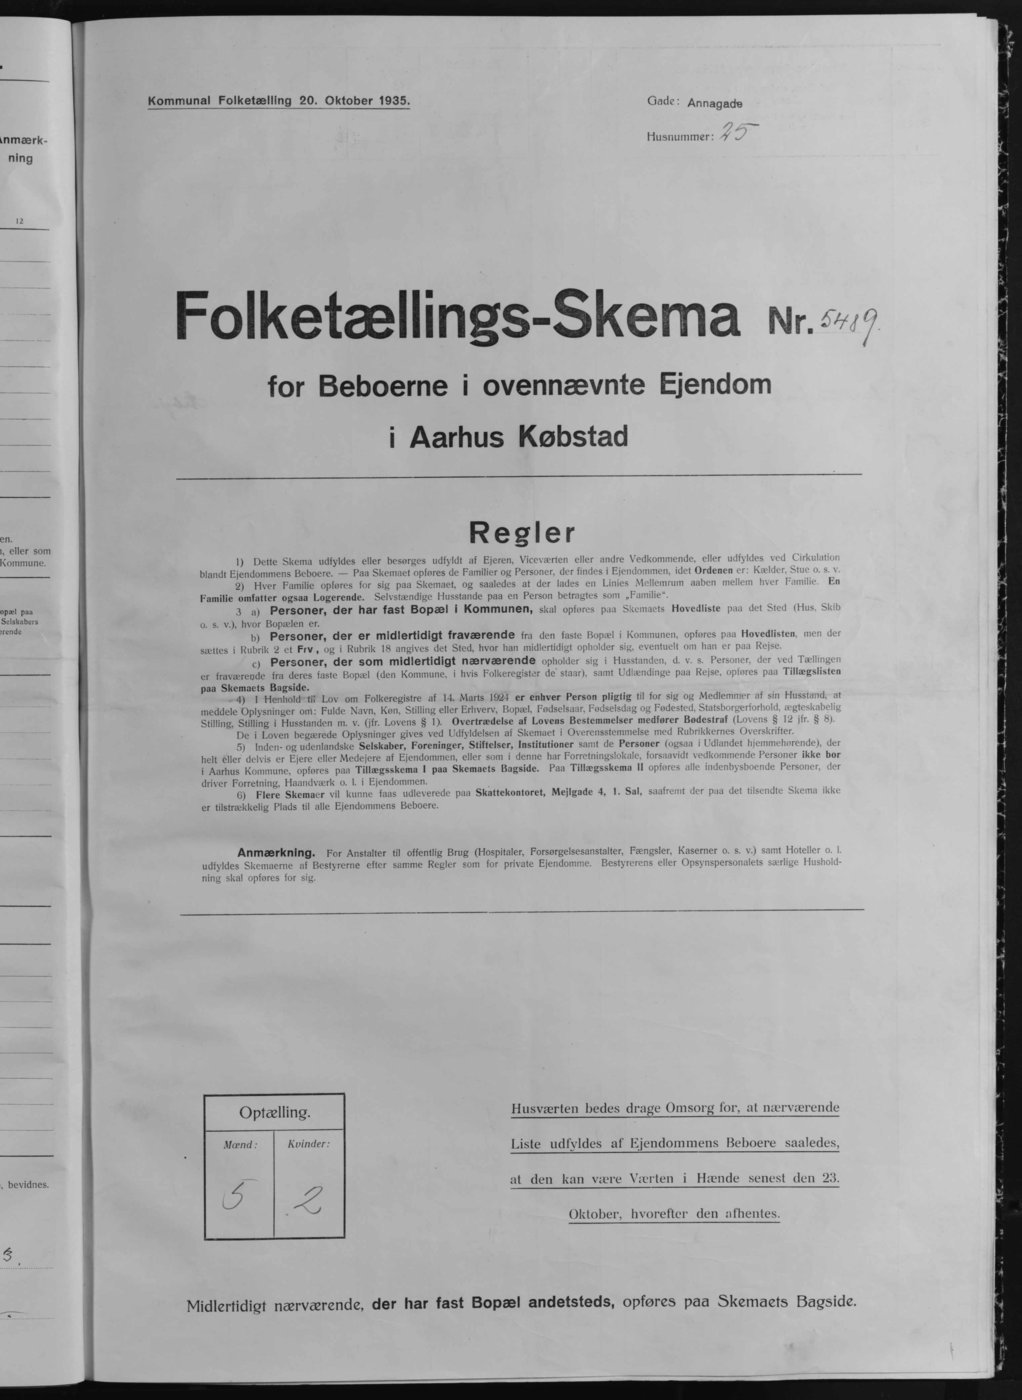 Anmærk-
ning
12
en.
, eller som
Kommune.
opæl paa
Selskabers
ørende
, bevidnes.
3.
Kommunal Folketælling 20. Oktober 1935.
Gade: Annagade
Husnummer: 25
Folketællings-Skema Nr. 5489.
for Beboerne i ovennævnte Ejendom
i Aarhus Købstad
Regler
1) Dette Skema udfyldes eller besørges udfyldt af Ejeren, Viceværten eller andre Vedkommende, eller udfyldes ved Cirkulation
blandt Ejendommens Beboere. — Paa Skemaet opføres de Familier og Personer, der findes i Ejendommen, idet Ordenen er: Kælder, Stue o. s. v.
2) Hver Familie opføres for sig paa Skemaet, og saaledes at der lades en Linies Mellemrum aaben mellem hver Familie. En
Familie omfatter ogsaa Logerende. Selvstændige Husstande paa en Person betragtes som „Familie“.
3 a) Personer, der har fast Bopæl i Kommunen, skal opføres paa Skemaets Hovedliste paa det Sted (Hus, Skib
o. s. v.), hvor Bopælen er.
b) Personer, der er midlertidigt fraværende fra den faste Bopæl i Kommunen, opføres paa Hovedlisten, men der
sættes i Rubrik 2 et Frv, og i Rubrik 18 angives det Sted, hvor han midlertidigt opholder sig, eventuelt om han er paa Rejse.
c) Personer, der som midlertidigt nærværende opholder sig i Husstanden, d. v. s. Personer, der ved Tællingen
er fraværende fra deres faste Bopæl (den Kommune, i hvis Folkeregister de staar), samt Udlændinge paa Rejse, opføres paa Tillægslisten
paa Skemaets Bagside.
4) I Henhold til Lov om Folkeregistre af 14. Marts 1924 er enhver Person pligtig til for sig og Medlemmer af sin Husstand, at
meddele Oplysninger om: Fulde Navn, Køn, Stilling eller Erhverv, Bopæl, Fødselsaar, Fødselsdag og Fødested, Statsborgerforhold, ægteskabelig
Stilling, Stilling i Husstanden m. v. (jfr. Lovens § 1). Overtrædelse af Lovens Bestemmelser medfører Bødestraf (Lovens § 12 jfr. § 8).
De i Loven begærede Oplysninger gives ved Udfyldelsen af Skemaet i Overensstemmelse med Rubrikkernes Overskrifter.
5) Inden- og udenlandske Selskaber, Foreninger, Stiftelser, Institutioner samt de Personer (ogsaa i Udlandet hjemmehørende), der
helt eller delvis er Ejere eller Medejere af Ejendommen, eller som i denne har Forretningslokale, forsaavidt vedkommende Personer ikke bor
i Aarhus Kommune, opføres paa Tillægsskema I paa Skemaets Bagside. Paa Tillægsskema II opføres alle indenbysboende Personer, der
driver Forretning, Haandværk o. l. i Ejendommen.
6) Flere Skemaer vil kunne faas udleverede paa Skattekontoret, Mejlgade 4, 1. Sal, saafremt der paa det tilsendte Skema ikke
er tilstrækkelig Plads til alle Ejendommens Beboere.
Anmærkning. For Anstalter til offentlig Brug (Hospitaler, Forsørgelsesanstalter, Fængsler, Kaserner o. s. v.) samt Hoteller o. l.
udfyldes Skemaerne af Bestyrerne efter samme Regler som for private Ejendomme. Bestyrerens eller Opsynspersonalets særlige Hushold-
ning skal opføres for sig.
Optælling.
Mænd: Kvinder:
5 2
Husværten bedes drage Omsorg for, at nærværende
Liste udfyldes af Ejendommens Beboere saaledes,
at den kan være Værten i Hænde senest den 23.
Oktober, hvorefter den afhentes.
Midlertidigt nærværende, der har fast Bopæl andetsteds, opføres paa Skemaets Bagside.